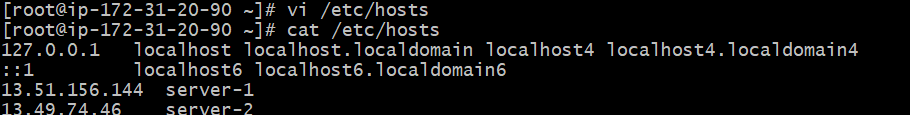 [root@ip-172-31-20-90 ~]# vi /etc/hosts
[root@ip-172-31-20-90 ~]# cat /etc/hosts
127.0.0.1   localhost localhost.localdomain localhost4 localhost4.localdomain4
::1         localhost6 localhost6.localdomain6
13.51.156.144  server-1
13.49.74.46    server-2